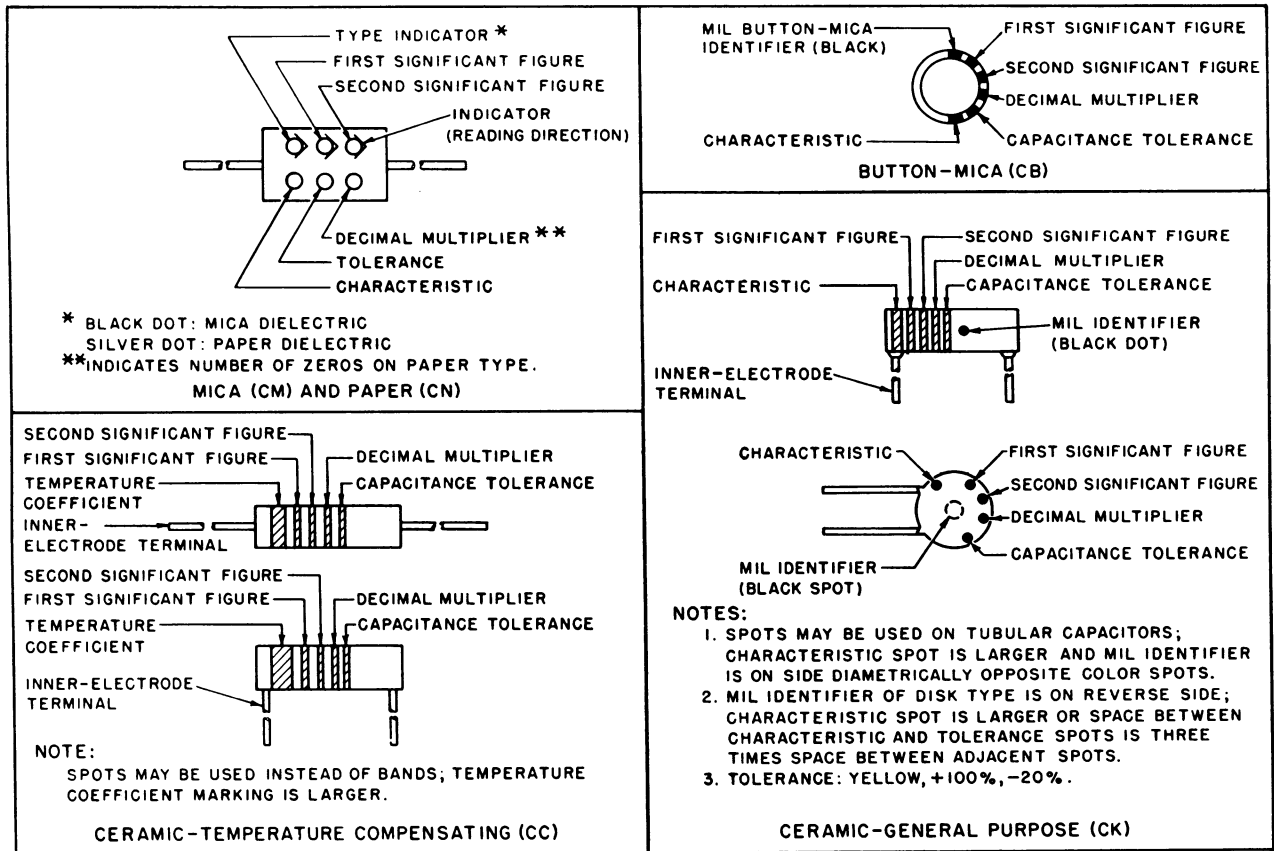 TYPE INDICATOR *
FIRST SIGNIFICANT FIGURE
SECOND SIGNIFICANT FIGURE
INDICATOR
(READING DIRECTION)
DECIMAL MULTIPLIER **
TOLERANCE
CHARACTERISTIC
* BLACK DOT: MICA DIELECTRIC
SILVER DOT: PAPER DIELECTRIC
**INDICATES NUMBER OF ZEROS ON PAPER TYPE.
MICA (CM) AND PAPER (CN)
SECOND SIGNIFICANT FIGURE
FIRST SIGNIFICANT FIGURE
DECIMAL MULTIPLIER
TEMPERATURE
COEFFICIENT
CAPACITANCE TOLERANCE
INNER-
ELECTRODE TERMINAL
SECOND SIGNIFICANT FIGURE
FIRST SIGNIFICANT FIGURE
DECIMAL MULTIPLIER
TEMPERATURE
COEFFICIENT
CAPACITANCE TOLERANCE
INNER-ELECTRODE
TERMINAL
NOTE:
SPOTS MAY BE USED INSTEAD OF BANDS; TEMPERATURE
COEFFICIENT MARKING IS LARGER.
CERAMIC-TEMPERATURE COMPENSATING (CC)
MIL BUTTON-MICA
IDENTIFIER (BLACK)
FIRST SIGNIFICANT FIGURE
SECOND SIGNIFICANT FIGURE
DECIMAL MULTIPLIER
CHARACTERISTIC
CAPACITANCE TOLERANCE
BUTTON-MICA (CB)
FIRST SIGNIFICANT FIGURE
SECOND SIGNIFICANT FIGURE
DECIMAL MULTIPLIER
CHARACTERISTIC
CAPACITANCE TOLERANCE
MIL IDENTIFIER
(BLACK DOT)
INNER-ELECTRODE
TERMINAL
CHARACTERISTIC
FIRST SIGNIFICANT FIGURE
SECOND SIGNIFICANT FIGURE
DECIMAL MULTIPLIER
CAPACITANCE TOLERANCE
MIL IDENTIFIER
(BLACK SPOT)
NOTES:
1. SPOTS MAY BE USED ON TUBULAR CAPACITORS;
CHARACTERISTIC SPOT IS LARGER AND MIL IDENTIFIER
IS ON SIDE DIAMETRICALLY OPPOSITE COLOR SPOTS.
2. MIL IDENTIFIER OF DISK TYPE IS ON REVERSE SIDE;
CHARACTERISTIC SPOT IS LARGER OR SPACE BETWEEN
CHARACTERISTIC AND TOLERANCE SPOTS IS THREE
TIMES SPACE BETWEEN ADJACENT SPOTS.
3. TOLERANCE: YELLOW, +100%, -20%.
CERAMIC-GENERAL PURPOSE (CK)